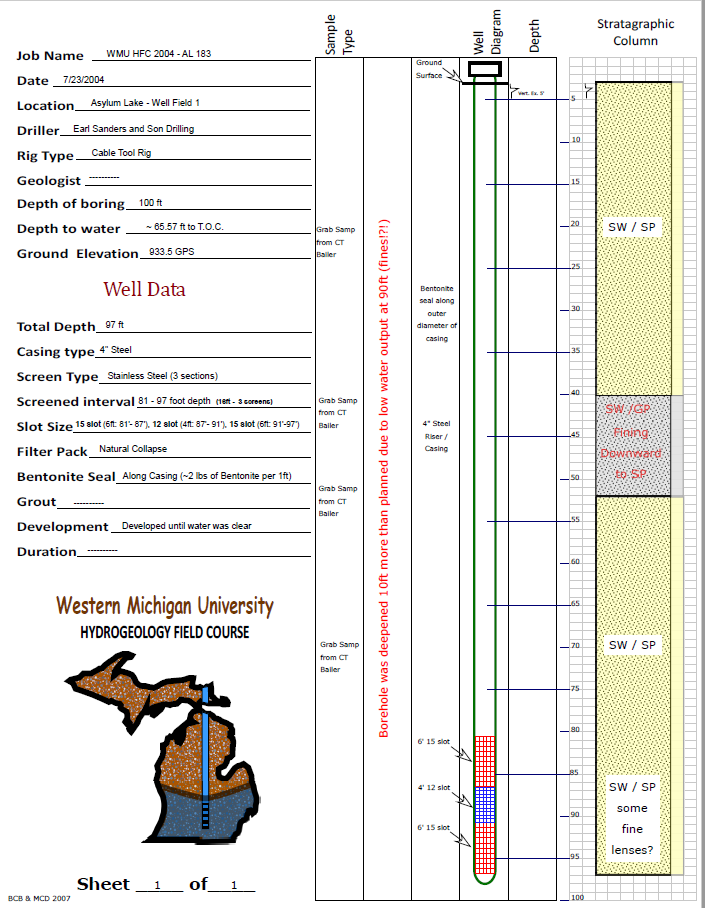 Job Name WMU HFC 2004 - AL 183
Date 7/23/2004
Location Asylum Lake - Well Field 1
Driller Earl Sanders and Son Drilling
Rig Type Cable Tool Rig
Geologist ----------
Depth of boring 100 ft
Depth to water ~ 65.57 ft to T.O.C.
Ground Elevation 933.5 GPS
Well Data
Total Depth 97 ft
Casing type 4" Steel
Screen Type Stainless Steel (3 sections)
Screened interval 81 - 97 foot depth (16ft - 3 screens)
Slot Size 15 slot (6ft: 81'- 87'), 12 slot (4ft: 87'- 91'), 15 slot (6ft: 91'-97')
Filter Pack Natural Collapse
Bentonite Seal Along Casing (~2 lbs of Bentonite per 1ft)
Grout ----------
Development Developed until water was clear
Duration ----------
Western Michigan University
HYDROGEOLOGY FIELD COURSE
Sheet 1 of 1
BCB & MCD 2007
Sample
Type
Grab Samp
from CT
Bailer
Grab Samp
from CT
Bailer
Grab Samp
from CT
Bailer
Grab Samp
from CT
Bailer
Borehole was deepened 10ft more than planned due to low water output at 90ft (fines!?!)
Well
Diagram
Ground
Surface
Bentonite
seal along
outer
diameter of
casing
4" Steel
Riser /
Casing
6' 15 slot
4' 12 slot
6' 15 slot
Depth
Vert. Ex. 5'
5
10
15
20
25
30
35
40
45
50
55
60
65
70
75
80
85
90
95
100
Stratagraphic
Column
SW / SP
SW /GP
Fining
Downward
to SP
SW / SP
SW / SP
some
fine
lenses?